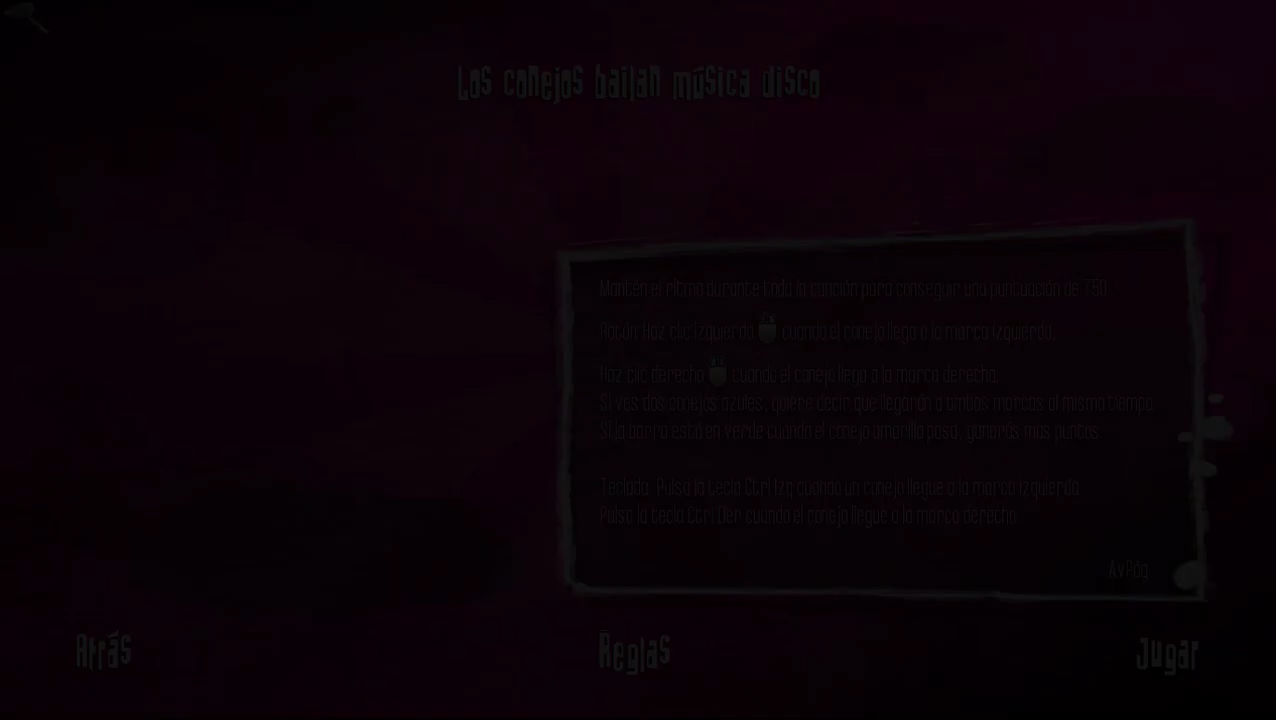 Los conejos bailan música disco
Mantén el ritmo durante toda la canción para conseguir una puntuación de 750
Ratón: Haz clic izquierdo cuando el conejo llega a la marca izquierda.
Haz clic derecho cuando el conejo llega a la marca derecha.
Si ves dos conejos azules, quiere decir que llegarán a ambas marcas al mismo tiempo.
Si la barra está en verde cuando el conejo amarillo pasa, ganarás más puntos.
Teclado: Pulsa la tecla Ctrl Izq cuando un conejo llegue a la marca izquierda.
Pulsa la tecla Ctrl Der cuando el conejo llegue a la marca derecha.
AvPág
Atrás
Reglas
Jugar